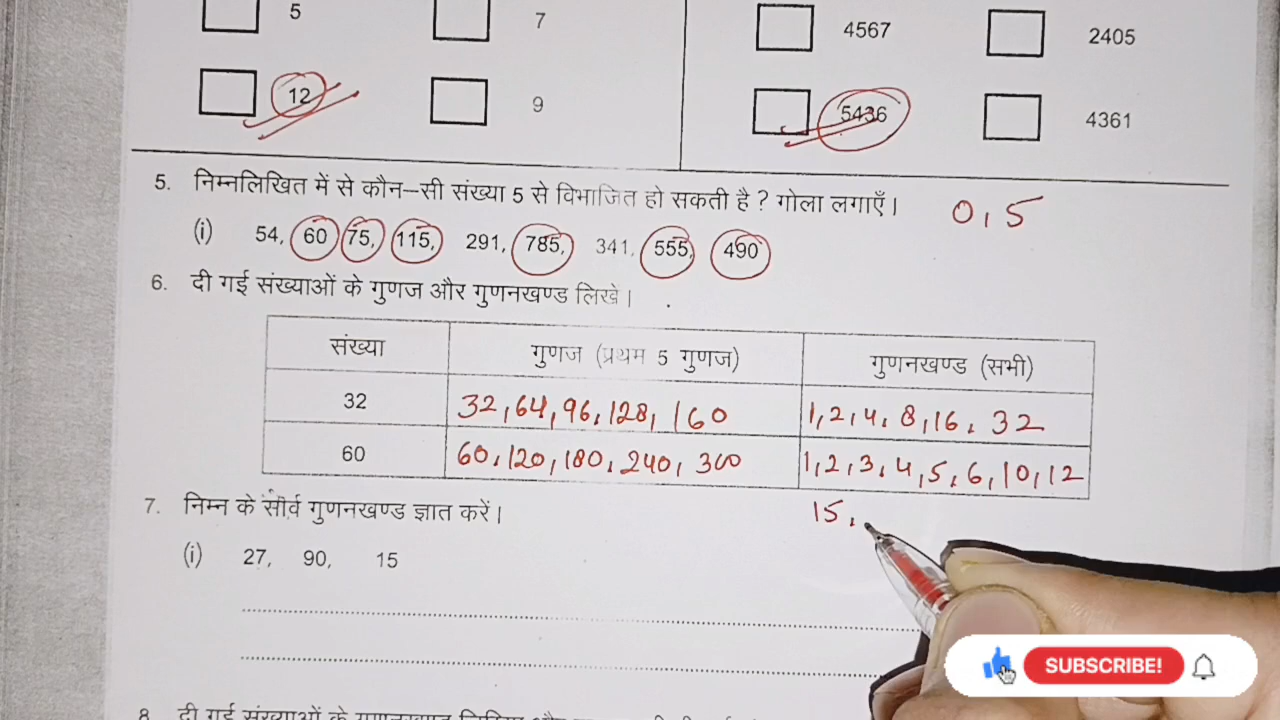 5 7 4567 2405
12 9 5436 4361
5. निम्नलिखित में से कौन–सी संख्या 5 से विभाजित हो सकती है ? गोला लगाएँ। 0, 5
(i) 54, 60 75, 115, 291, 785, 341, 555, 490
6. दी गई संख्याओं के गुणज और गुणनखण्ड लिखे।
संख्या गुणज (प्रथम 5 गुणज) गुणनखण्ड (सभी)
32 32, 64, 96, 128, 160 1, 2, 4, 8, 16, 32
60 60, 120, 180, 240, 300 1, 2, 3, 4, 5, 6, 10, 12
15,
7. निम्न के सार्व गुणनखण्ड ज्ञात करें।
(i) 27, 90, 15
SUBSCRIBE!
8. दी गई संख्याओं के गुणनखण्ड